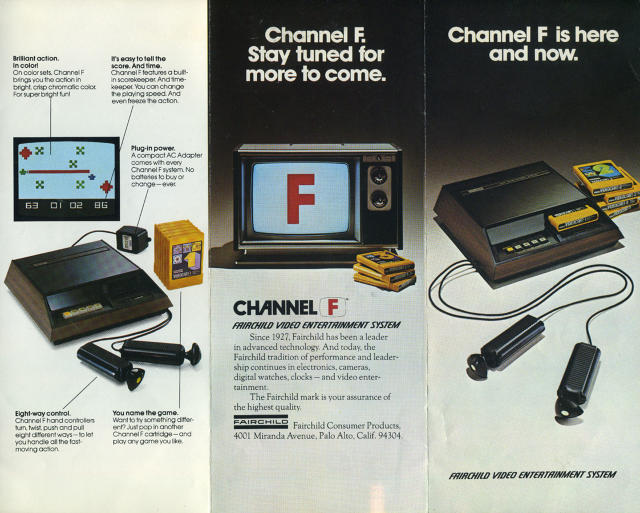 Brilliant action.
In color!
On color sets, Channel F
brings you the action in
bright, crisp chromatic color.
For super bright fun!
It's easy to tell the
score. And time.
Channel F features a built-
in scorekeeper. And time-
keeper. You can change
the playing speed. And
even freeze the action.
Plug-in power.
A compact AC Adapter
comes with every
Channel F system. No
batteries to buy or
change—ever.
63 01 02 86
Eight-way control.
Channel F hand controllers
turn, twist, push and pull
eight different ways—to let
you handle all the fast-
moving action.
You name the game.
Want to try something differ-
ent? Just pop in another
Channel F cartridge—and
play any game you like.
Channel F.
Stay tuned for
more to come.
F
CHANNEL F
FAIRCHILD VIDEO ENTERTAINMENT SYSTEM
Since 1927, Fairchild has been a leader
in advanced technology. And today, the
Fairchild tradition of performance and leader-
ship continues in electronics, cameras,
digital watches, clocks—and video enter-
tainment.
The Fairchild mark is your assurance of
the highest quality.
FAIRCHILD
Fairchild Consumer Products,
4001 Miranda Avenue, Palo Alto, Calif. 94304.
Channel F is here
and now.
2
FAIRCHILD VIDEO ENTERTAINMENT SYSTEM